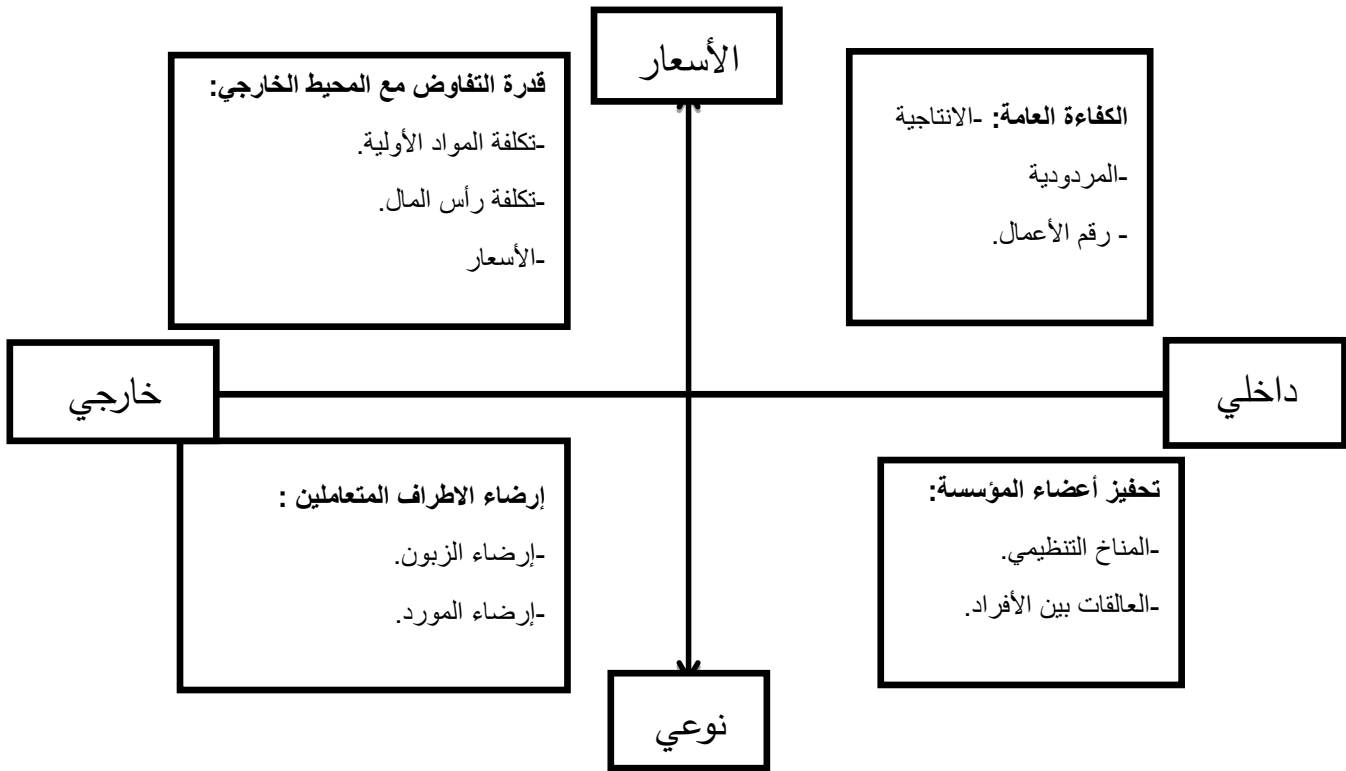 الأسعار
الكفاءة العامة: -الانتاجية
-المردودية
- رقم الأعمال.
قدرة التفاوض مع المحيط الخارجي:
-تكلفة المواد الأولية.
-تكلفة رأس المال.
-الأسعار
داخلي
خارجي
تحفيز أعضاء المؤسسة:
-المناخ التنظيمي.
-العالقات بين الأفراد.
إرضاء الاطراف المتعاملين :
-إرضاء الزبون.
-إرضاء المورد.
نوعي